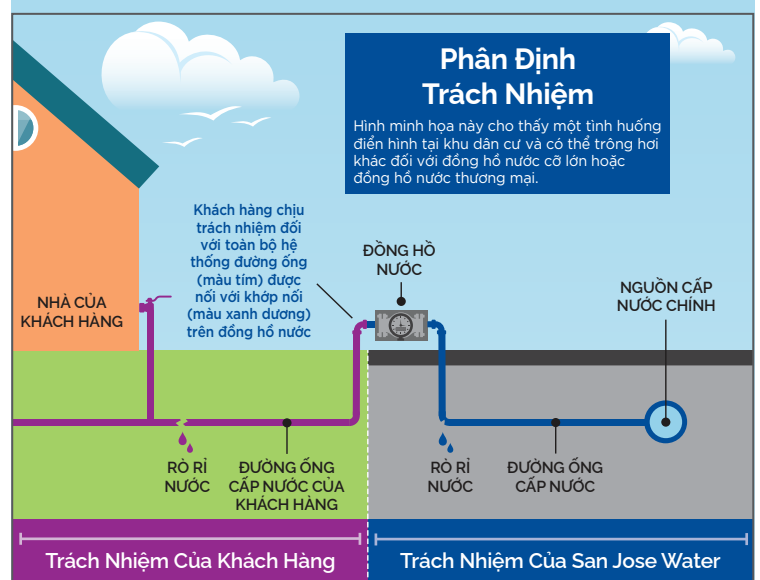 Phân Định
Trách Nhiệm
Hình minh họa này cho thấy một tình huống
điển hình tại khu dân cư và có thể trông hơi
khác đối với đồng hồ nước cỡ lớn hoặc
đồng hồ nước thương mại.
Khách hàng chịu
trách nhiệm đối
với toàn bộ hệ
thống đường ống
(màu tím) được
nối với khớp nối
(màu xanh dương)
trên đồng hồ nước
ĐỒNG HỒ
NƯỚC
NGUỒN CẤP
NƯỚC CHÍNH
NHÀ CỦA
KHÁCH HÀNG
RÒ RỈ
NƯỚC
ĐƯỜNG ỐNG
CẤP NƯỚC CỦA
KHÁCH HÀNG
RÒ RỈ
NƯỚC
ĐƯỜNG ỐNG
CẤP NƯỚC
Trách Nhiệm Của Khách Hàng
Trách Nhiệm Của San Jose Water